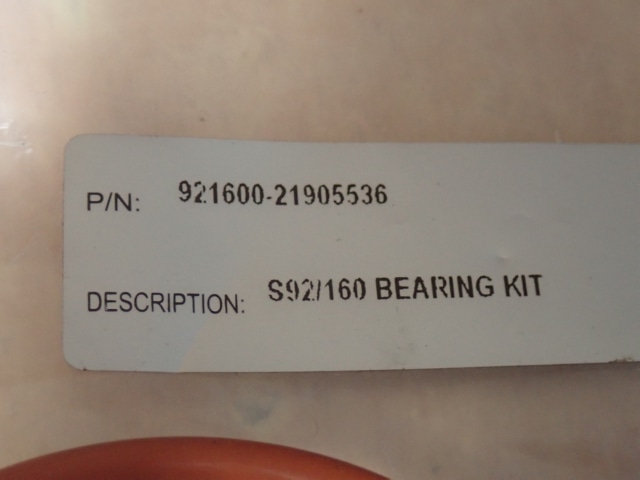 P/N: 921600-21905536
DESCRIPTION: S92/160 BEARING KIT